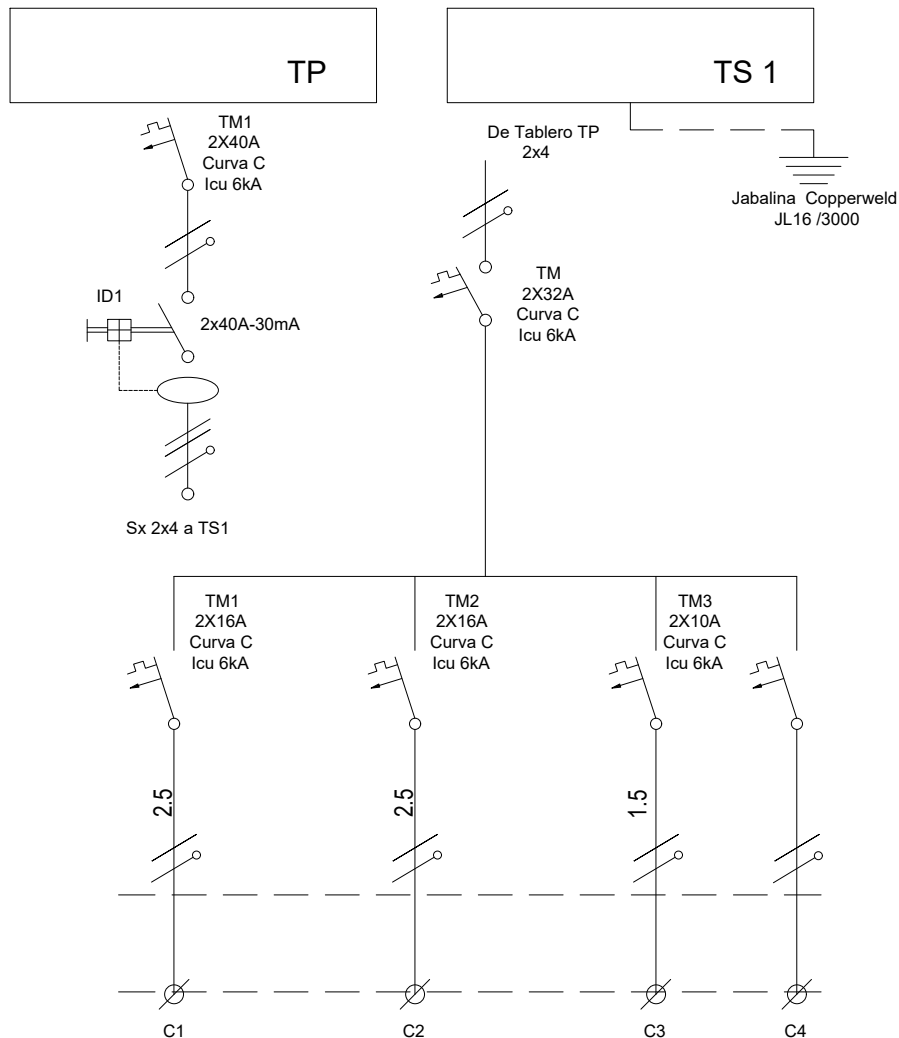 TP
TM1
2X40A
Curva C
Icu 6kA
ID1
2x40A-30mA
Sx 2x4 a TS1
TS 1
De Tablero TP
2x4
Jabalina Copperweld
JL16 /3000
TM
2X32A
Curva C
Icu 6kA
TM1
2X16A
Curva C
Icu 6kA
TM2
2X16A
Curva C
Icu 6kA
TM3
2X10A
Curva C
Icu 6kA
2.5
2.5
1.5
C1
C2
C3
C4